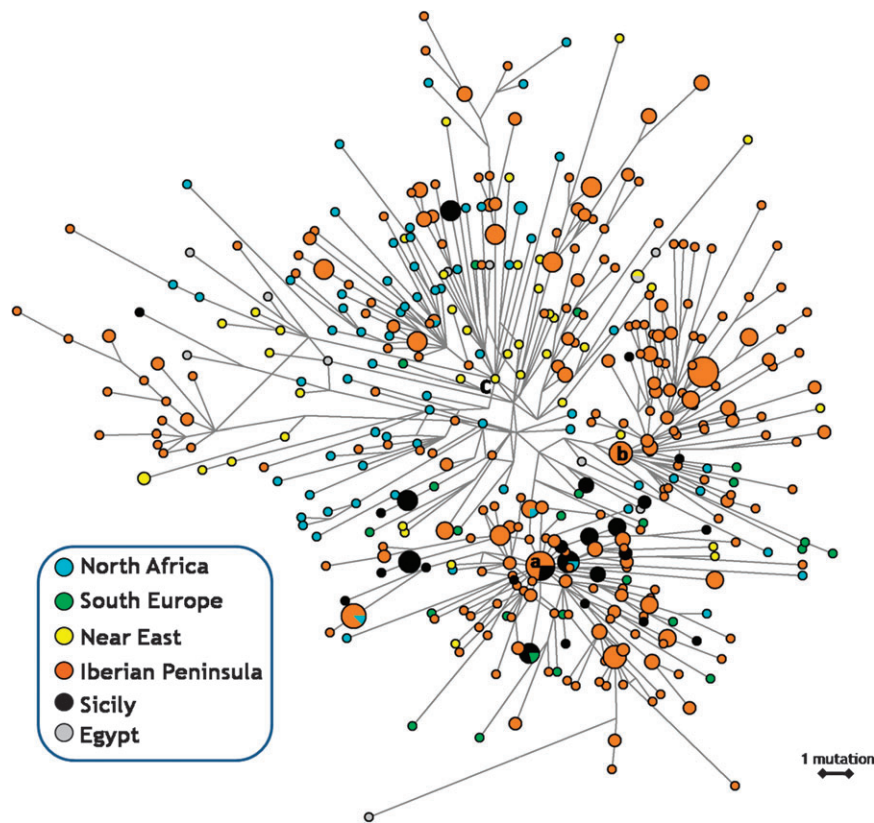 c
b
a
North Africa
South Europe
Near East
Iberian Peninsula
Sicily
Egypt
1 mutation